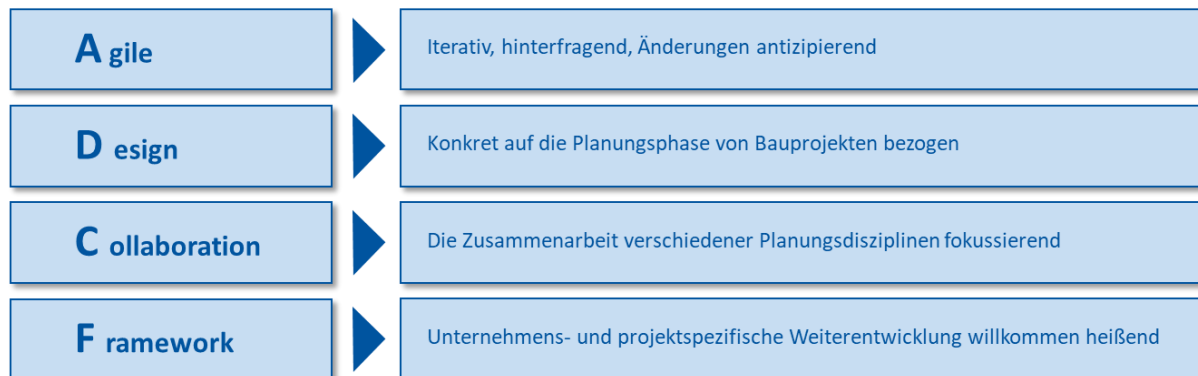 A gile
Iterativ, hinterfragend, Änderungen antizipierend
D esign
Konkret auf die Planungsphase von Bauprojekten bezogen
C ollaboration
Die Zusammenarbeit verschiedener Planungsdisziplinen fokussierend
F ramework
Unternehmens- und projektspezifische Weiterentwicklung willkommen heißend